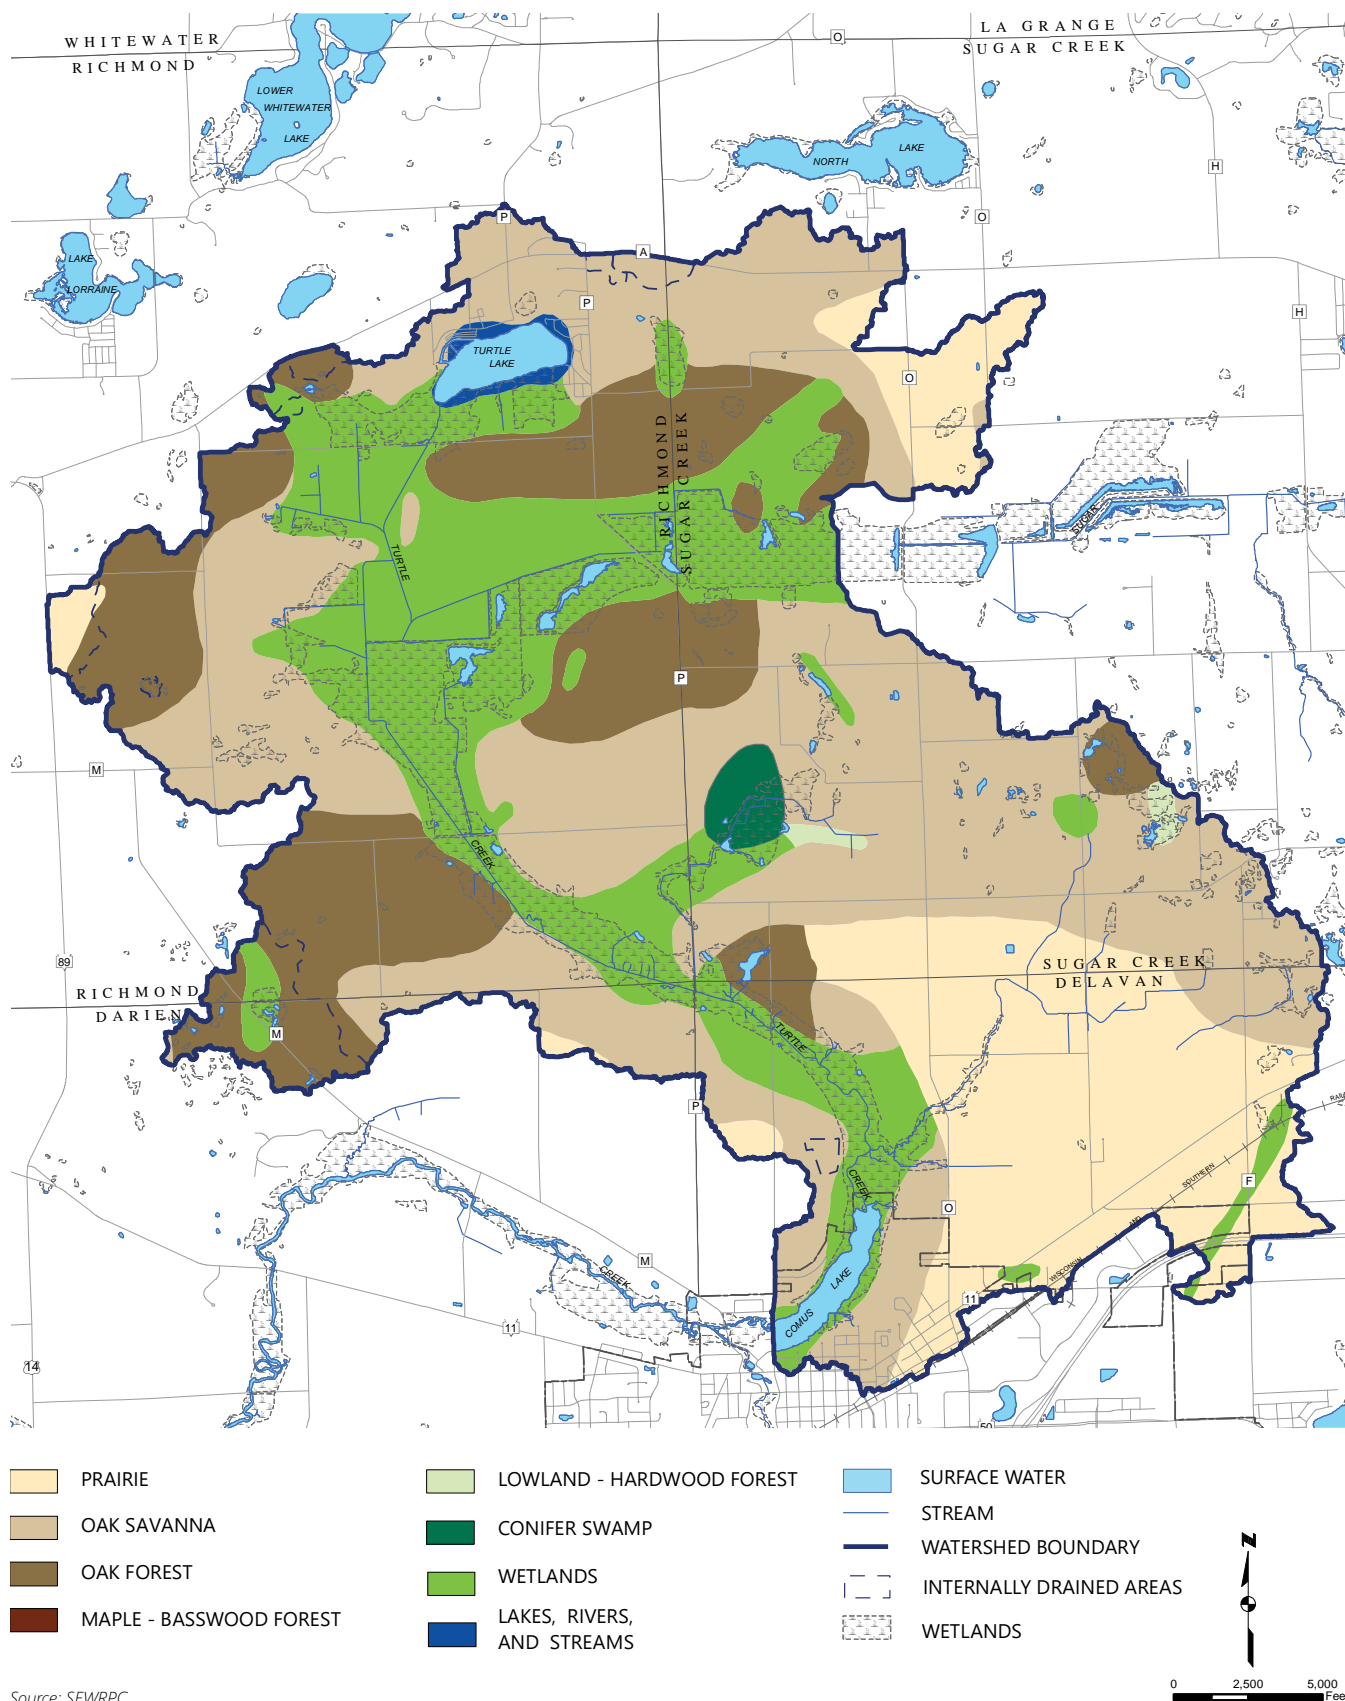 WHITEWATER
RICHMOND
LA GRANGE
SUGAR CREEK
O
LOWER
WHITEWATER
LAKE
NORTH
LAKE
H
P
O
A
LAKE
LORRAINE
P
H
TURTLE
LAKE
O
RICHMOND
SUGAR CREEK
SUGAR
TURTLE
P
M
CREEK
89
SUGAR CREEK
DELAVAN
RICHMOND
DARIEN
M
TURTLE
P
CREEK
SOUTHERN
F
O
AND
WISCONSIN
M
CREEK
LAKE
COMUS
11
11
14
50
PRAIRIE
OAK SAVANNA
OAK FOREST
MAPLE - BASSWOOD FOREST
LOWLAND - HARDWOOD FOREST
CONIFER SWAMP
WETLANDS
LAKES, RIVERS,
AND STREAMS
SURFACE WATER
STREAM
WATERSHED BOUNDARY
INTERNALLY DRAINED AREAS
WETLANDS
N
0 2,500 5,000
Feet
Source: SEWRPC